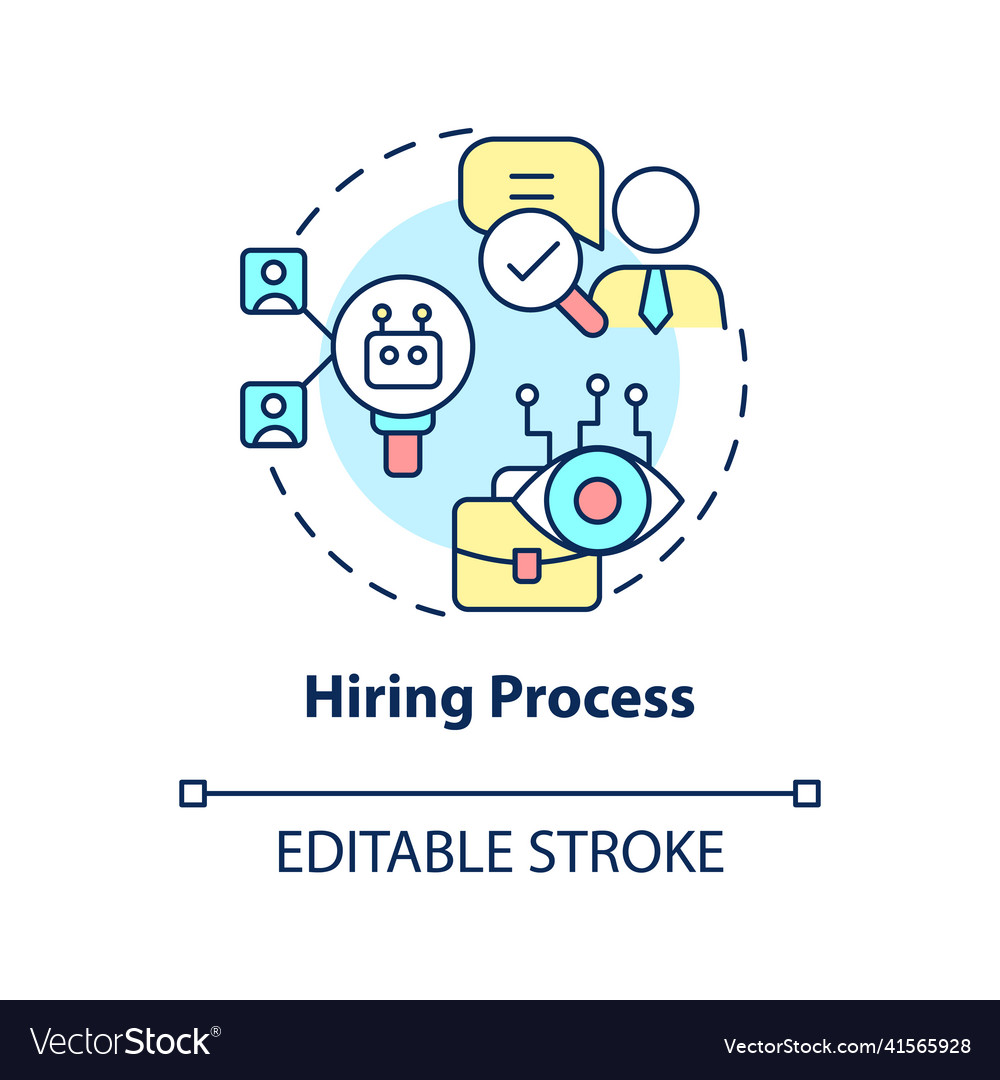 Hiring Process
EDITABLE STROKE
VectorStock®
VectorStock.com/41565928